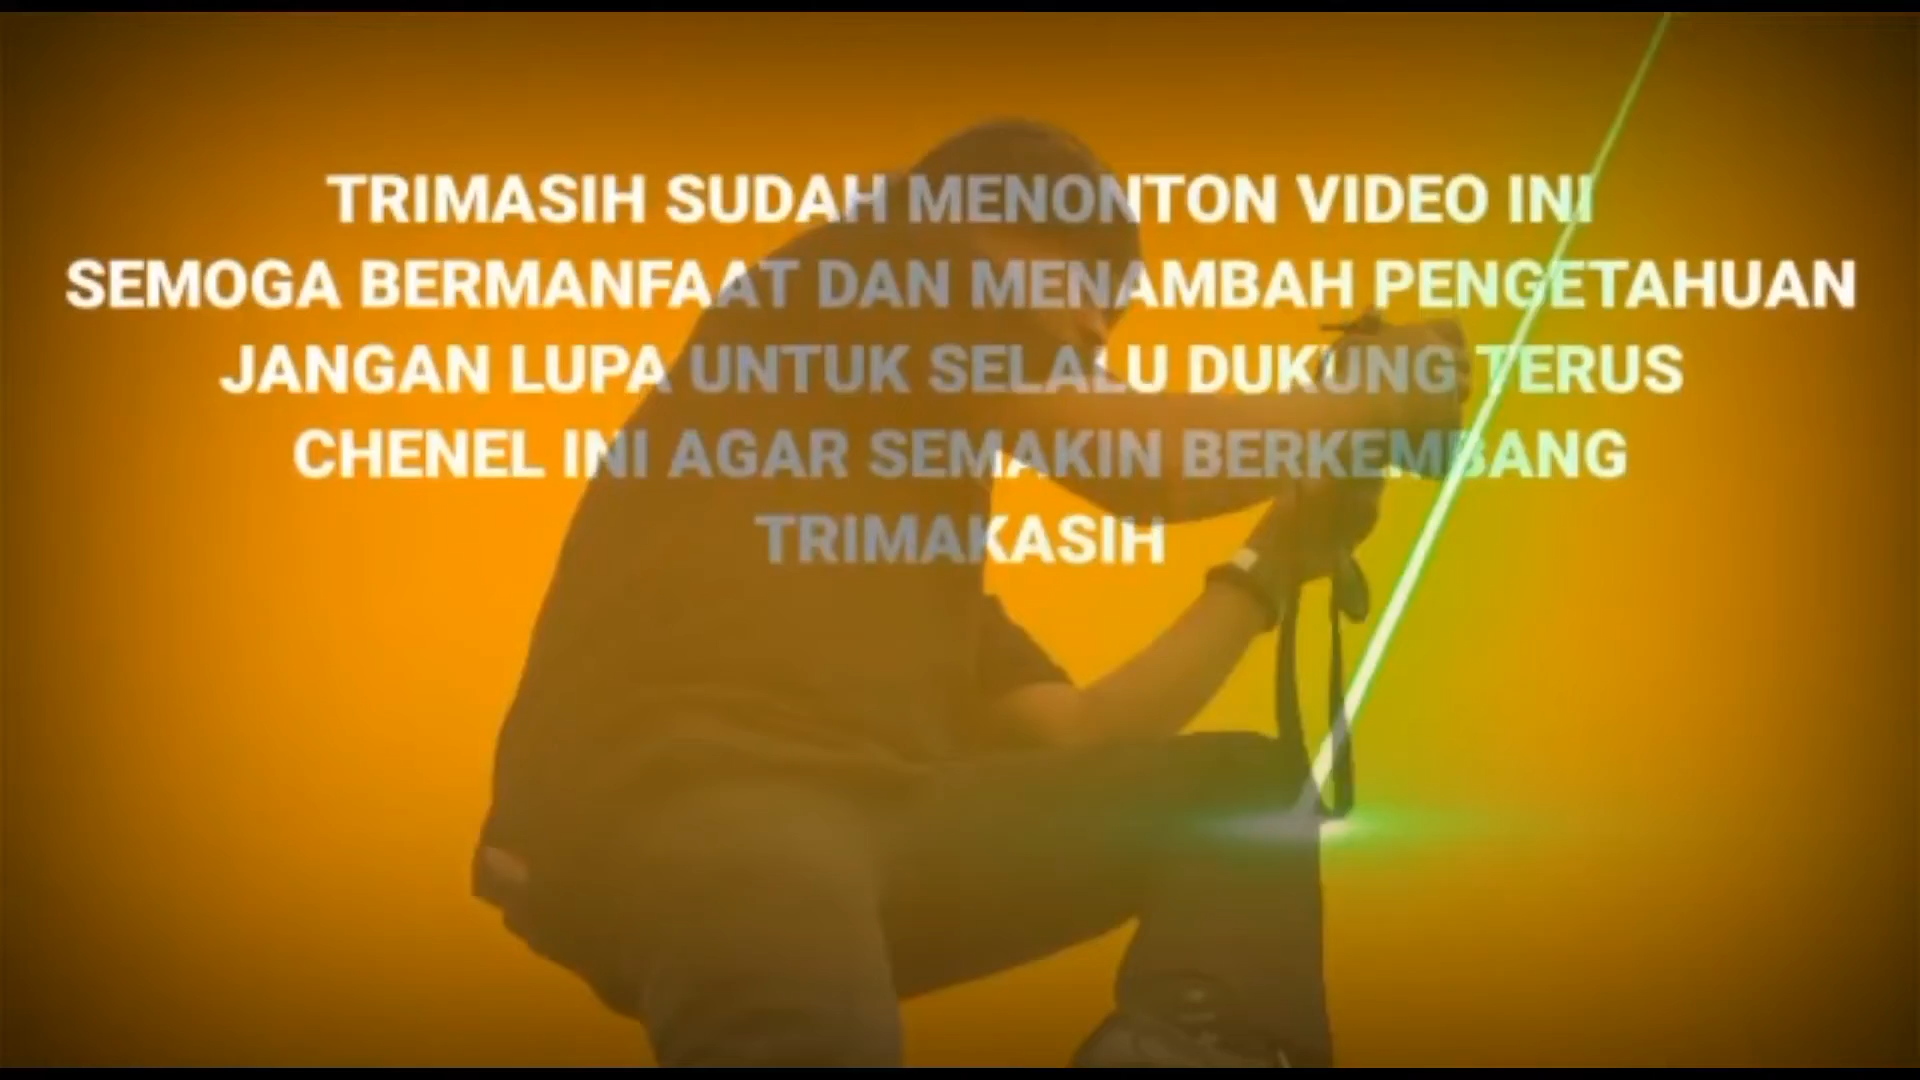 TRIMASIH SUDAH MENONTON VIDEO INI
SEMOGA BERMANFAAT DAN MENAMBAH PENGETAHUAN
JANGAN LUPA UNTUK SELALU DUKUNG TERUS
CHENEL INI AGAR SEMAKIN BERKEMBANG
TRIMAKASIH